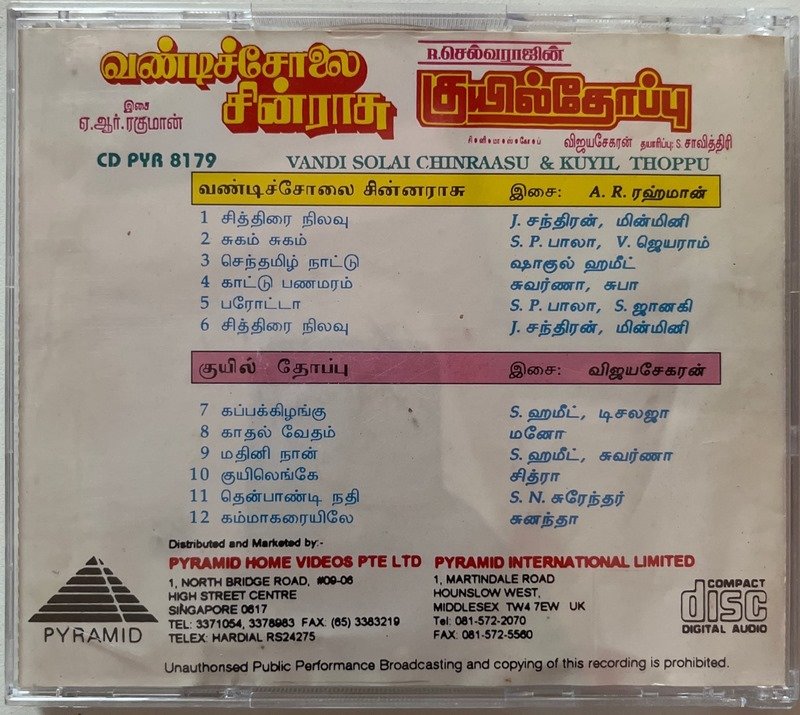 வண்டிச்சோலை
சின்ராசு
இசை
ஏ.ஆர்.ரகுமான்
R.செல்வராஜின்
குயில்தோப்பு
சினிமாஸ்கோப்
விஜயசேகரன் தயாரிப்பு: S. சாவித்திரி
CD PYR 8179 VANDI SOLAI CHINRAASU & KUYIL THOPPU
வண்டிச்சோலை சின்னராசு இசை: A. R. ரஹ்மான்
1 சித்திரை நிலவு J. சந்திரன், மின்மினி
2 சுகம் சுகம் S. P. பாலா, V. ஜெயராம்
3 செந்தமிழ் நாட்டு ஷாகுல் ஹமீட்
4 காட்டு பணமரம் சுவர்ணா, சுபா
5 பரோட்டா S. P. பாலா, S. ஜானகி
6 சித்திரை நிலவு J. சந்திரன், மின்மினி
குயில் தோப்பு இசை: விஜயசேகரன்
7 கப்பக்கிழங்கு S. ஹமீட், டிசலஜா
8 காதல் வேதம் மனோ
9 மதினி நான் S. ஹமீட், சுவர்ணா
10 குயிலெங்கே சித்ரா
11 தென்பாண்டி நதி S. N. சுரேந்தர்
12 கம்மாகரையிலே சுனந்தா
Distributed and Marketed by:-
PYRAMID HOME VIDEOS PTE LTD
1, NORTH BRIDGE ROAD, #09-06
HIGH STREET CENTRE
SINGAPORE 0617
TEL: 3371054, 3378983 FAX: (65) 3383219
TELEX: HARDIAL RS24275
PYRAMID INTERNATIONAL LIMITED
1, MARTINDALE ROAD
HOUNSLOW WEST,
MIDDLESEX TW4 7EW UK
Tel: 081-572-2070
FAX: 081-572-5560
PYRAMID
COMPACT
disc
DIGITAL AUDIO
Unauthorised Public Performance Broadcasting and copying of this recording is prohibited.